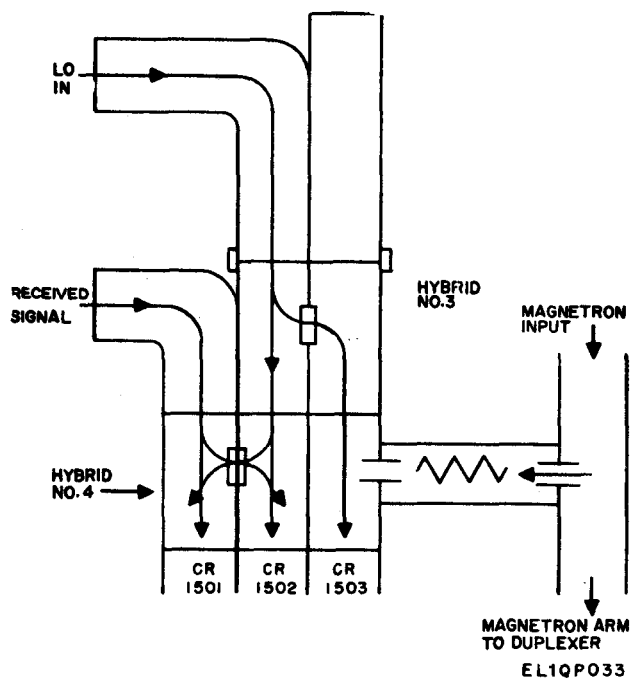 LO
IN
RECEIVED
SIGNAL
HYBRID
NO.3
MAGNETRON
INPUT
HYBRID
NO.4
CR
1501
CR
1502
CR
1503
MAGNETRON ARM
TO DUPLEXER
EL1QP033